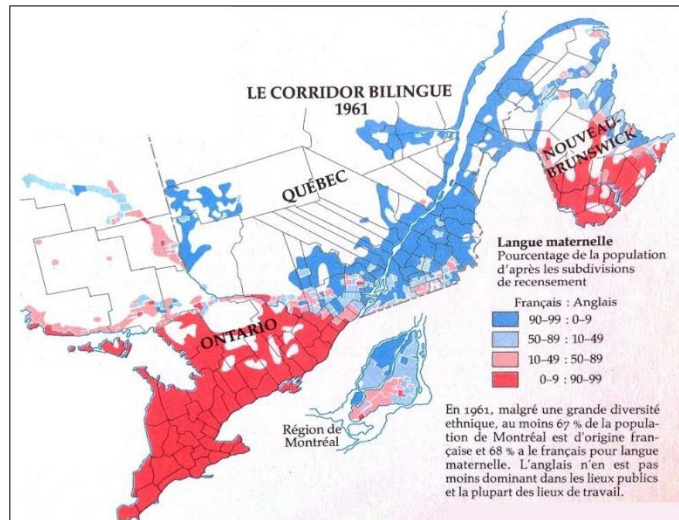 LE CORRIDOR BILINGUE
1961
QUÉBEC
NOUVEAU-
BRUNSWICK
ONTARIO
Langue maternelle
Pourcentage de la population
d'après les subdivisions
de recensement
Français : Anglais
90–99 : 0–9
50–89 : 10–49
10–49 : 50–89
0–9 : 90–99
Région de
Montréal
En 1961, malgré une grande diversité
ethnique, au moins 67 % de la popula-
tion de Montréal est d'origine fran-
çaise et 68 % a le français pour langue
maternelle. L'anglais n'en est pas
moins dominant dans les lieux publics
et la plupart des lieux de travail.